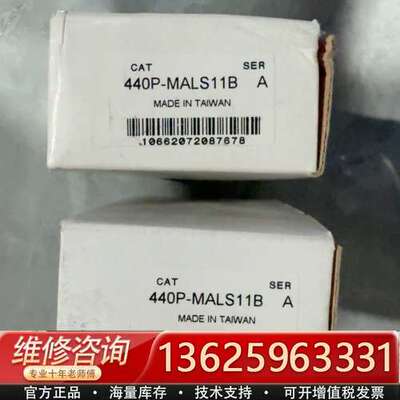 CAT SER
440P-MALS11B A
MADE IN TAIWAN
10662072087678
CAT SER
440P-MALS11B A
MADE IN TAIWAN
维修咨询 13625963331
专业十年老师傅
官方正品 · 海量库存 · 技术支持 · 可开增值税发票